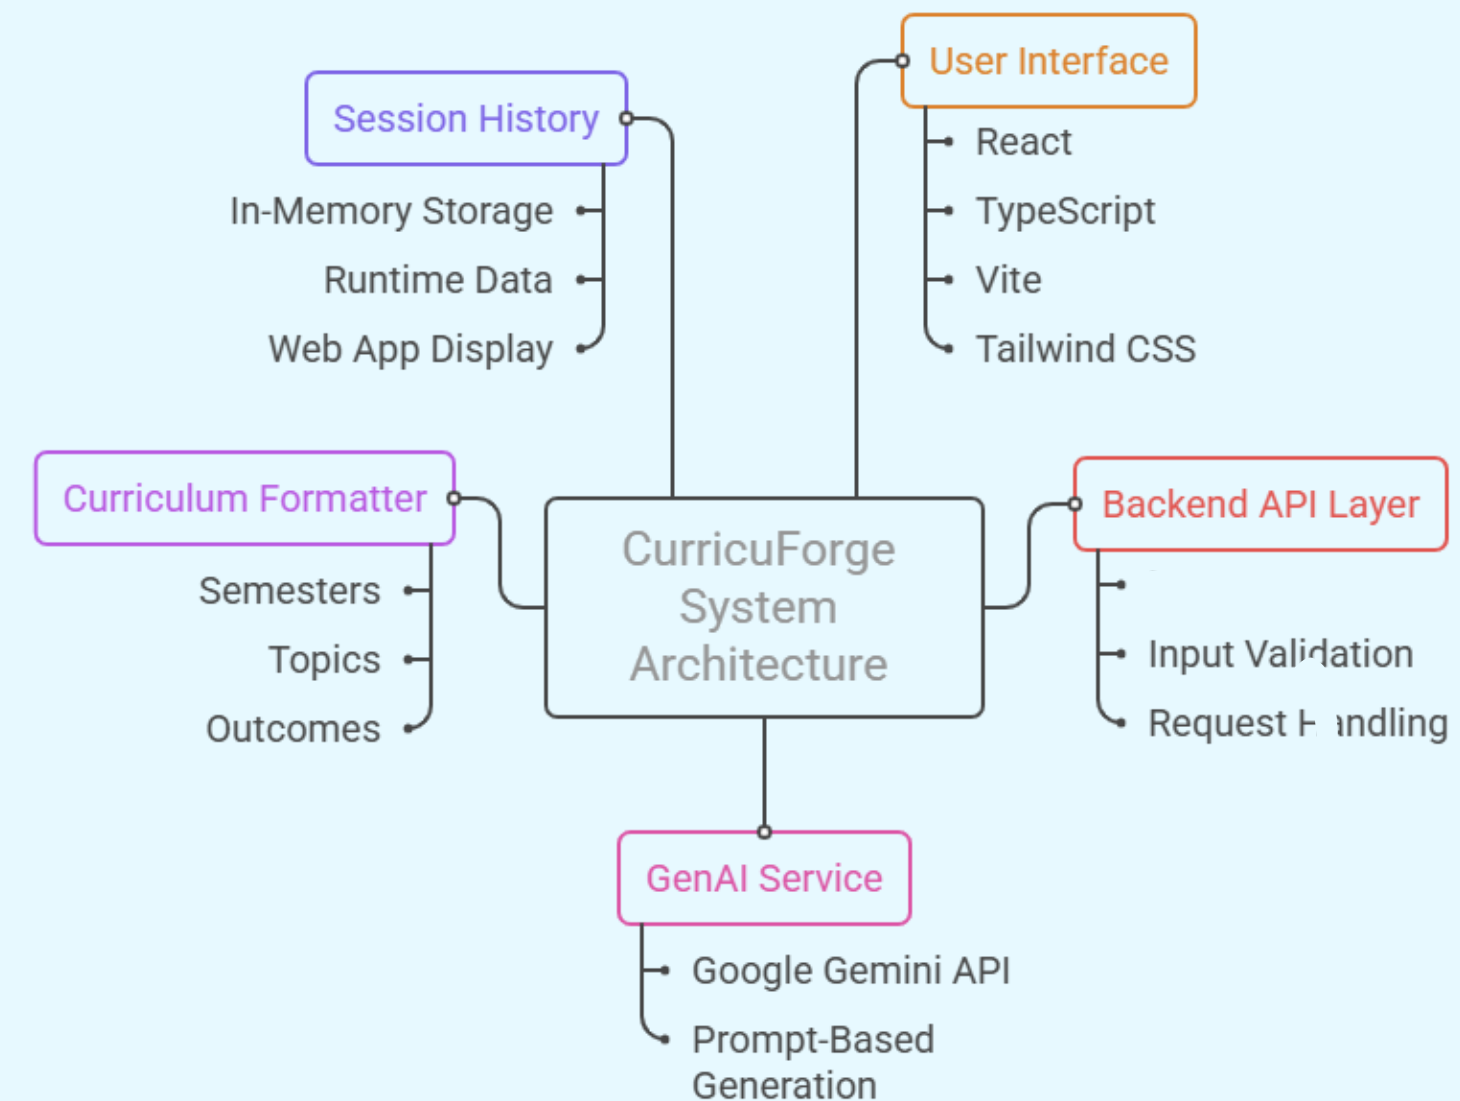 User Interface
React
TypeScript
Vite
Tailwind CSS
Session History
In-Memory Storage
Runtime Data
Web App Display
Curriculum Formatter
Semesters
Topics
Outcomes
CurricuForge
System
Architecture
Backend API Layer
Input Validation
Request Handling
GenAI Service
Google Gemini API
Prompt-Based
Generation